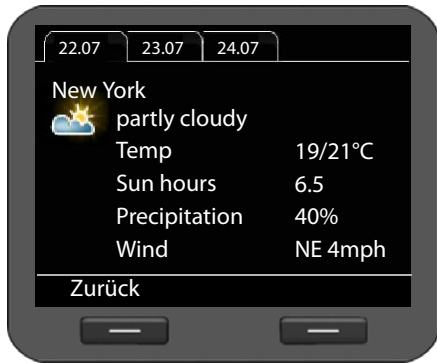 22.07 23.07 24.07
New York
partly cloudy
Temp 19/21°C
Sun hours 6.5
Precipitation 40%
Wind NE 4mph
Zurück